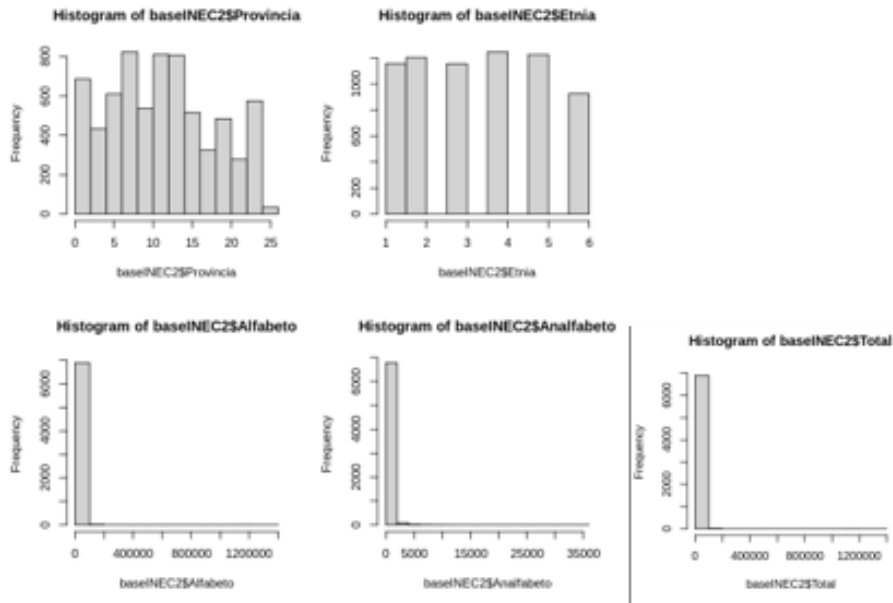 Histogram of baseINEC2$Provincia
Frequency
0 200 400 600 800
0 5 10 15 20 25
baseINEC2$Provincia
Histogram of baseINEC2$Etnia
Frequency
0 200 600 1000
1 2 3 4 5 6
baseINEC2$Etnia
Histogram of baseINEC2$Alfabeto
Frequency
0 2000 4000 6000
0 400000 800000 1200000
baseINEC2$Alfabeto
Histogram of baseINEC2$Analfabeto
Frequency
0 2000 4000 6000
0 5000 15000 25000 35000
baseINEC2$Analfabeto
Histogram of baseINEC2$Total
Frequency
0 2000 4000 6000
0 400000 800000 1200000
baseINEC2$Total